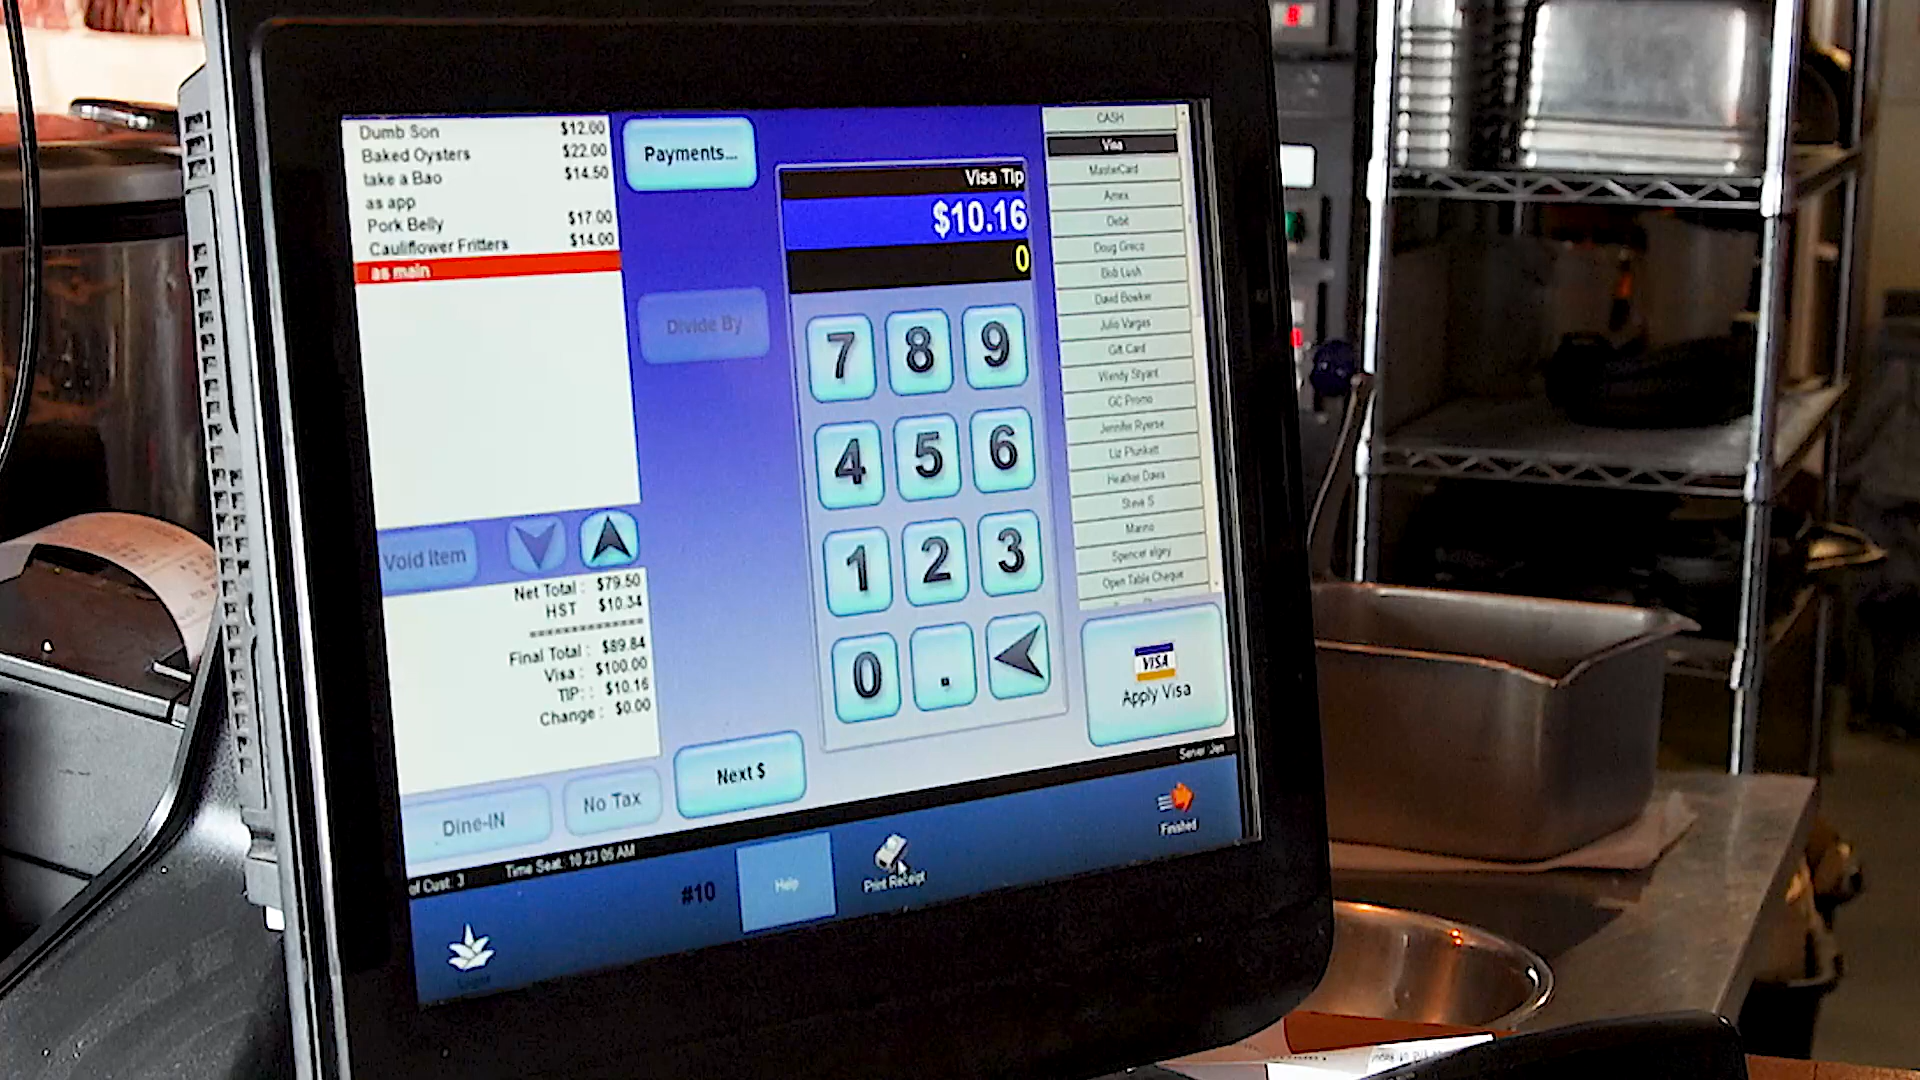 Dumb Son $12.00
Baked Oysters $22.00
take a Bao $14.50
as app
Pork Belly $17.00
Cauliflower Fritters $14.00
as main
Payments...
Divide By
Visa Tip
$10.16
0
7 8 9
4 5 6
1 2 3
0 .
CASH
Visa
MasterCard
Amex
Debit
Doug Greco
Bob Lush
David Bowker
Julio Vargas
Gift Card
Wendy Styant
GC Promo
Jennifer Ryerse
Liz Plunkett
Heather Daws
Steve S
Marino
Spencer algey
Open Table Cheque
Void Item
Net Total : $79.50
HST $10.34
Final Total : $89.84
Visa : $100.00
TIP: : $10.16
Change : $0.00
VISA
Apply Visa
Next $
Dine-IN
No Tax
Server: Jen
of Cust: 3
Time Seat: 10 23 05 AM
#10
Help
Print Receipt
Finished